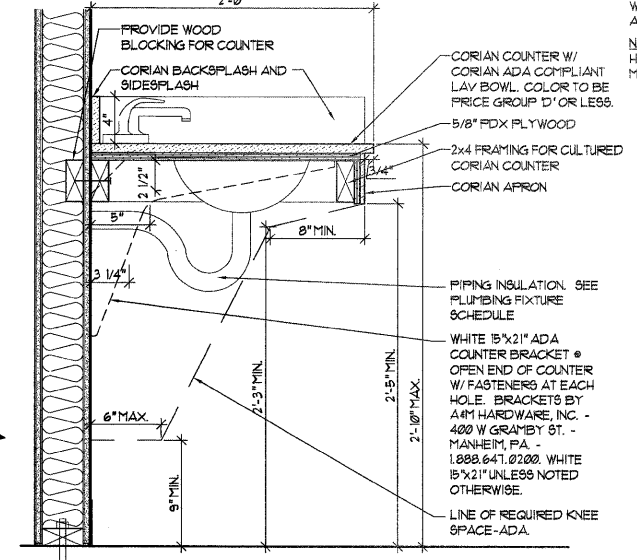 2'-0"
PROVIDE WOOD
BLOCKING FOR COUNTER
CORIAN BACKSPLASH AND
SIDESPLASH
4"
CORIAN COUNTER W/
CORIAN ADA COMPLIANT
LAV BOWL. COLOR TO BE
PRICE GROUP 'D' OR LESS.
5/8" PDX PLYWOOD
2x4 FRAMING FOR CULTURED
CORIAN COUNTER
3/4"
CORIAN APRON
2 1/2"
5"
8" MIN.
3 1/4"
PIPING INSULATION. SEE
PLUMBING FIXTURE
SCHEDULE
WHITE 15"x21" ADA
COUNTER BRACKET @
OPEN END OF COUNTER
W/ FASTENERS AT EACH
HOLE. BRACKETS BY
A&M HARDWARE, INC. -
400 W GRAMBY ST. -
MANHEIM, PA. -
1.888.647.0200. WHITE
15"x21" UNLESS NOTED
OTHERWISE.
2'-3" MIN.
2'-5" MIN.
2'-10" MAX.
6" MAX.
9" MIN.
LINE OF REQUIRED KNEE
SPACE-ADA.
W
A
N
H
M